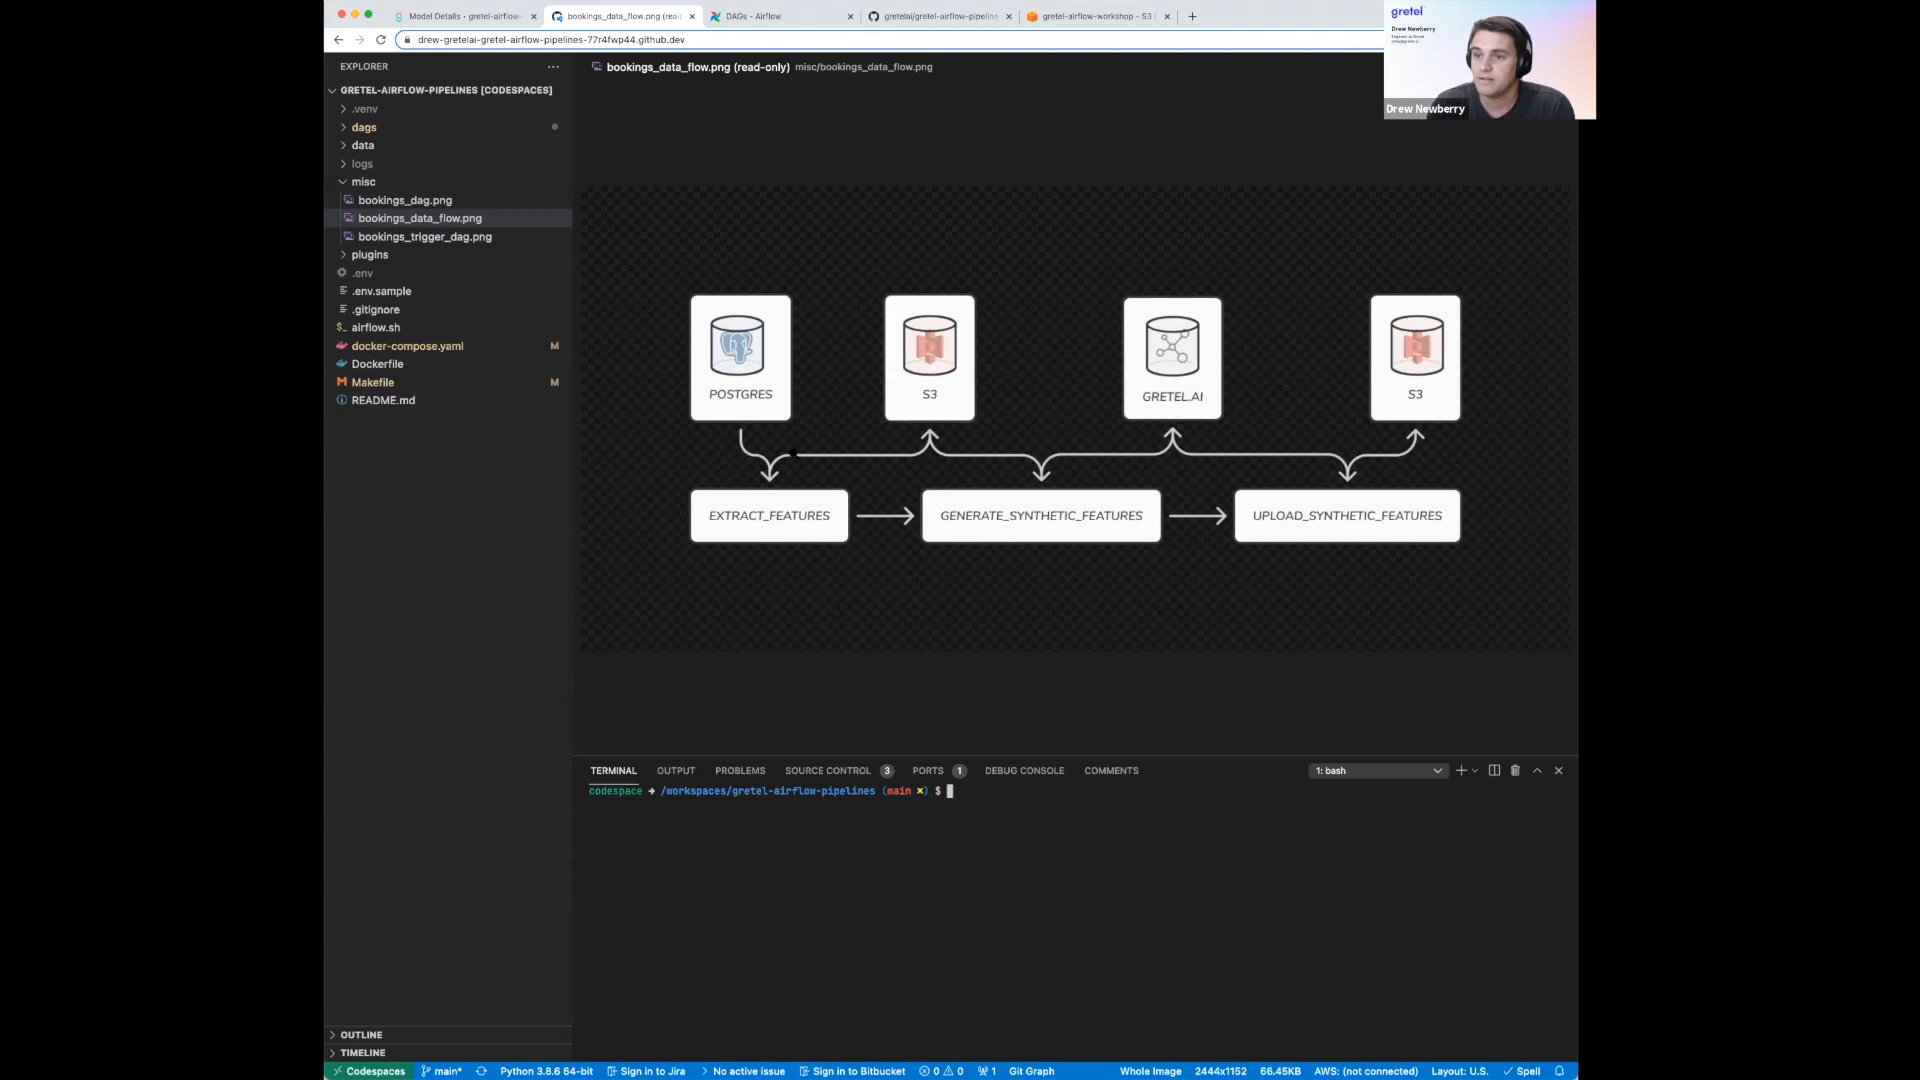 Model Details • gretel-airflow-
bookings_data_flow.png (rea
DAGs - Airflow
gretelai/gretel-airflow-pipeline
gretel-airflow-workshop - S3
drew-gretelai-gretel-airflow-pipelines-77r4fwp44.github.dev
gretel
Drew Newberry
Engineer at Gretel
Drew Newberry
EXPLORER
GRETEL-AIRFLOW-PIPELINES [CODESPACES]
.venv
dags
data
logs
misc
bookings_dag.png
bookings_data_flow.png
bookings_trigger_dag.png
plugins
.env
.env.sample
.gitignore
airflow.sh
docker-compose.yaml M
Dockerfile
Makefile M
README.md
OUTLINE
TIMELINE
bookings_data_flow.png (read-only) misc/bookings_data_flow.png
POSTGRES
S3
GRETEL.AI
S3
EXTRACT_FEATURES
GENERATE_SYNTHETIC_FEATURES
UPLOAD_SYNTHETIC_FEATURES
TERMINAL OUTPUT PROBLEMS SOURCE CONTROL 3 PORTS 1 DEBUG CONSOLE COMMENTS 1: bash
codespace ➜ /workspaces/gretel-airflow-pipelines (main ✗) $
Codespaces main* Python 3.8.6 64-bit Sign in to Jira No active issue Sign in to Bitbucket 0 0 1 Git Graph Whole Image 2444x1152 66.45KB AWS: (not connected) Layout: U.S. Spell